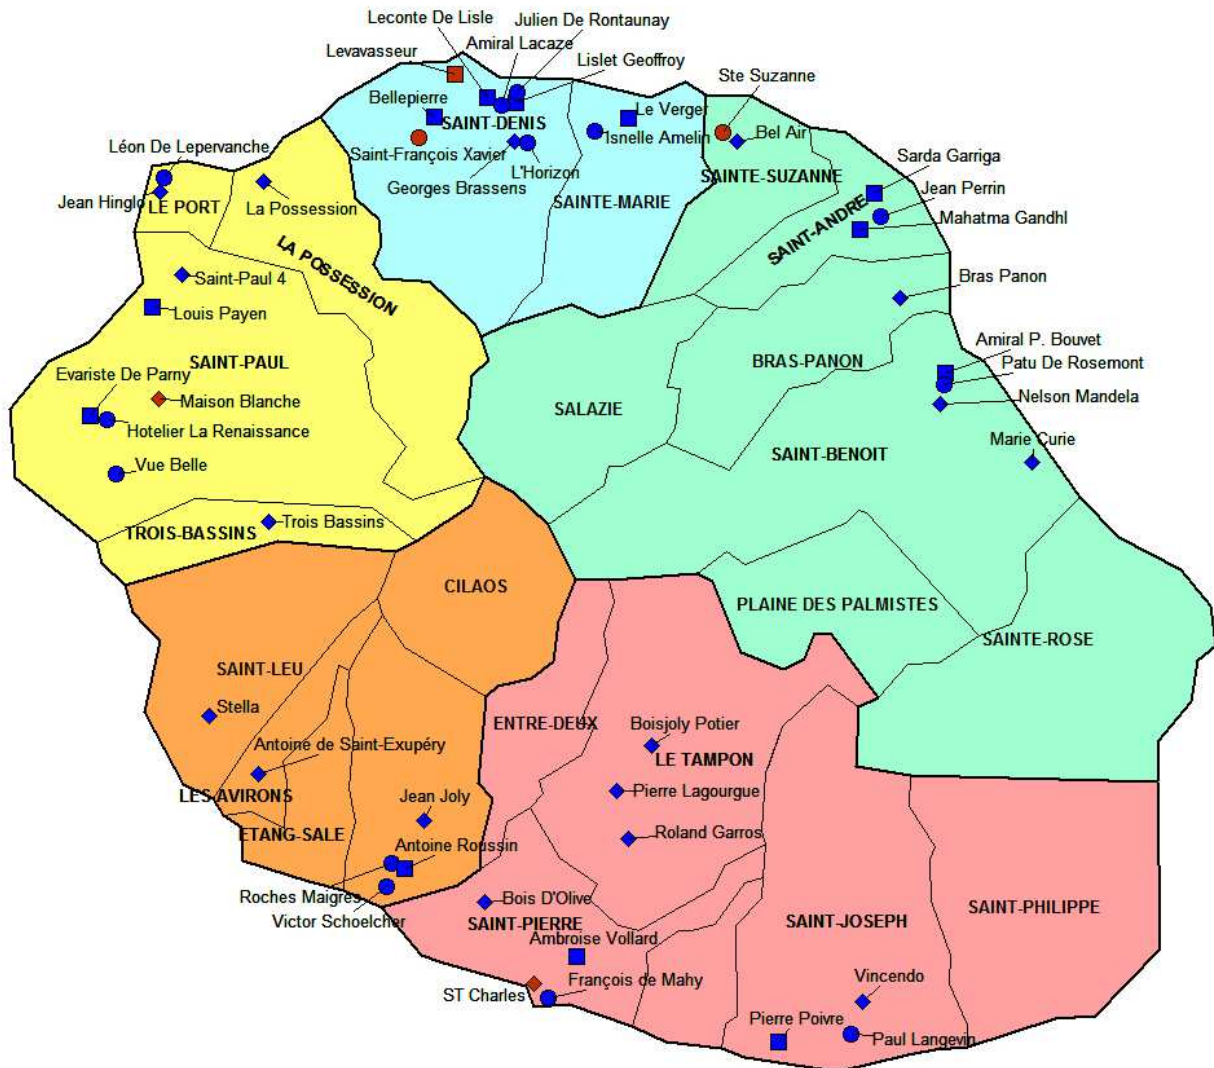 Leconte De Lisle
Julien De Rontaunay
Levavasseur
Amiral Lacaze
Lislet Geoffroy
Ste Suzanne
Bellepierre
Le Verger
SAINT-DENIS
Isnelle Amelin
Bel Air
Saint-François Xavier
L'Horizon
Georges Brassens
SAINTE-MARIE
SAINTE-SUZANNE
Sarda Garriga
Jean Perrin
Mahatma GandhI
SAINT-ANDRE
Léon De Lepervanche
Jean Hinglo
LE PORT
La Possession
LA POSSESSION
Saint-Paul 4
Louis Payen
Bras Panon
SAINT-PAUL
BRAS-PANON
Amiral P. Bouvet
Patu De Rosemont
Nelson Mandela
Evariste De Parny
Maison Blanche
Hotelier La Renaissance
SALAZIE
SAINT-BENOIT
Marie Curie
Vue Belle
Trois Bassins
TROIS-BASSINS
CILAOS
PLAINE DES PALMISTES
SAINTE-ROSE
SAINT-LEU
Stella
ENTRE-DEUX
Boisjoly Potier
LE TAMPON
Antoine de Saint-Exupéry
LES AVIRONS
Pierre Lagourgue
Jean Joly
ETANG-SALE
Roland Garros
Antoine Roussin
Roches Maigres
Victor Schoelcher
Bois D'Olive
SAINT-PIERRE
SAINT-JOSEPH
SAINT-PHILIPPE
Ambroise Vollard
François de Mahy
ST Charles
Vincendo
Pierre Poivre
Paul Langevin